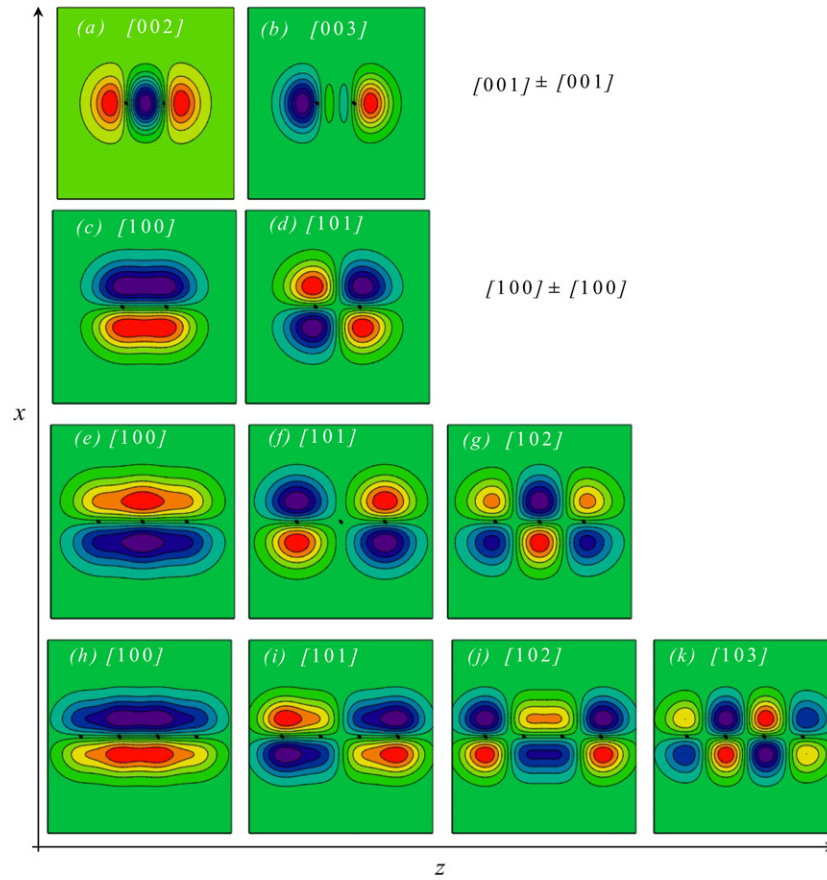 (a) [002]
(b) [003]
[001] ± [001]
(c) [100]
(d) [101]
[100] ± [100]
x
(e) [100]
(f) [101]
(g) [102]
(h) [100]
(i) [101]
(j) [102]
(k) [103]
z